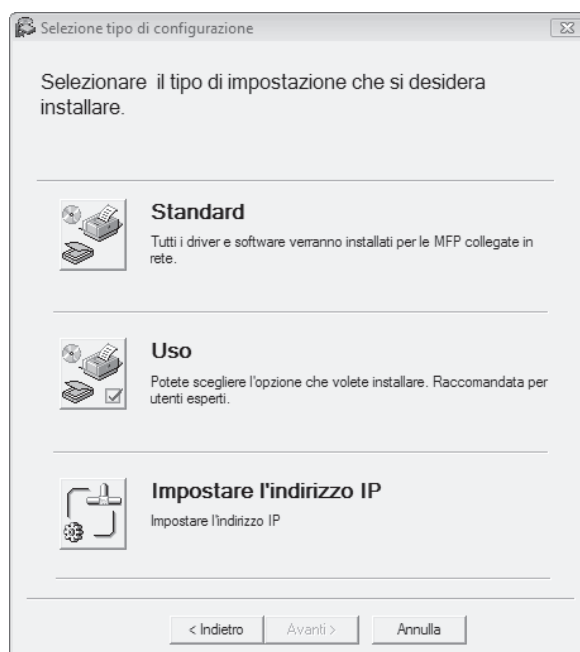 Selezione tipo di configurazione
Selezionare il tipo di impostazione che si desidera
installare.
Standard
Tutti i driver e software verranno installati per le MFP collegate in
rete.
Uso
Potete scegliere l'opzione che volete installare. Raccomandata per
utenti esperti.
Impostare l'indirizzo IP
Impostare l'indirizzo IP
< Indietro
Avanti >
Annulla